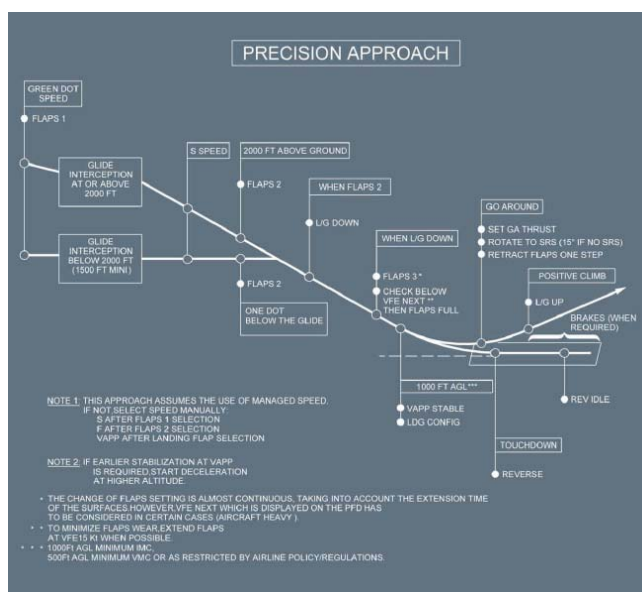 PRECISION APPROACH
GREEN DOT
SPEED
FLAPS 1
GLIDE
INTERCEPTION
AT OR ABOVE
2000 FT
GLIDE
INTERCEPTION
BELOW 2000 FT
(1500 FT MINI)
S SPEED
2000 FT ABOVE GROUND
FLAPS 2
FLAPS 2
ONE DOT
BELOW THE GLIDE
WHEN FLAPS 2
L/G DOWN
WHEN L/G DOWN
FLAPS 3 *
CHECK BELOW
VFE NEXT **
THEN FLAPS FULL
1000 FT AGL***
VAPP STABLE
LDG CONFIG
GO AROUND
SET GA THRUST
ROTATE TO SRS (15° IF NO SRS)
RETRACT FLAPS ONE STEP
POSITIVE CLIMB
L/G UP
BRAKES (WHEN
REQUIRED)
REV IDLE
TOUCHDOWN
REVERSE
NOTE 1: THIS APPROACH ASSUMES THE USE OF MANAGED SPEED.
IF NOT,SELECT SPEED MANUALLY:
S AFTER FLAPS 1 SELECTION
F AFTER FLAPS 2 SELECTION
VAPP AFTER LANDING FLAP SELECTION
NOTE 2: IF EARLIER STABILIZATION AT VAPP
IS REQUIRED,START DECELERATION
AT HIGHER ALTITUDE.
* THE CHANGE OF FLAPS SETTING IS ALMOST CONTINUOUS, TAKING INTO ACCOUNT THE EXTENSION TIME
OF THE SURFACES.HOWEVER,VFE NEXT WHICH IS DISPLAYED ON THE PFD HAS
TO BE CONSIDERED IN CERTAIN CASES (AIRCRAFT HEAVY ).
* * TO MINIMIZE FLAPS WEAR,EXTEND FLAPS
AT VFE15 Kt WHEN POSSIBLE.
* * * 1000Ft AGL MINIMUM IMC,
500Ft AGL MINIMUM VMC OR AS RESTRICTED BY AIRLINE POLICY/REGULATIONS.